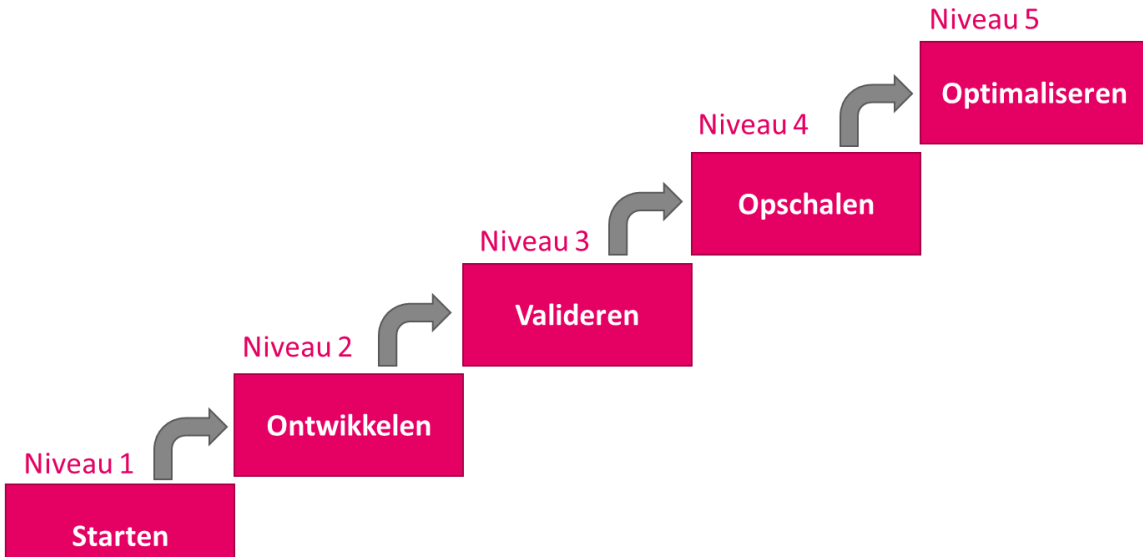 Niveau 5
Optimaliseren
Niveau 4
Opschalen
Niveau 3
Valideren
Niveau 2
Ontwikkelen
Niveau 1
Starten